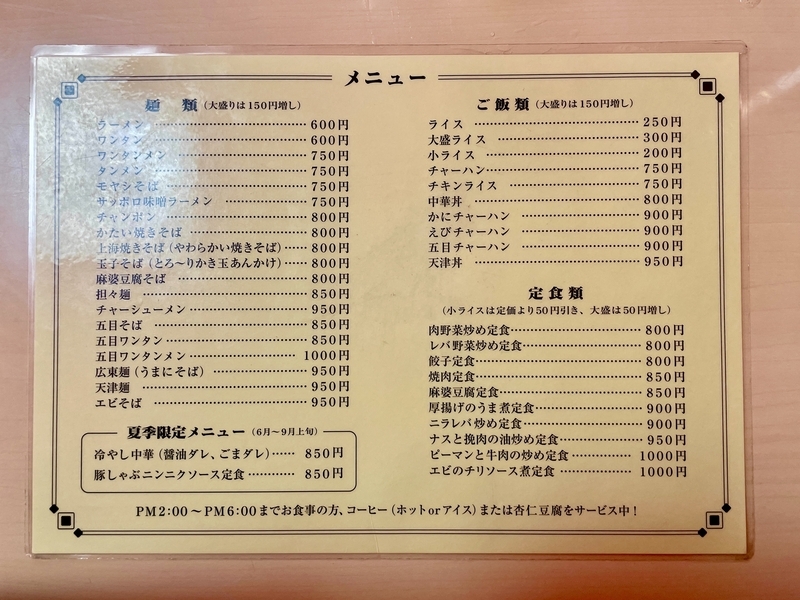 メニュー
麺 類（大盛りは150円増し）
ラーメン …… 600円
ワンタン …… 600円
ワンタンメン …… 750円
タンメン …… 750円
モヤシそば …… 750円
サッポロ味噌ラーメン …… 750円
チャンポン …… 800円
かたい焼きそば …… 800円
上海焼きそば（やわらかい焼きそば）…… 800円
玉子そば（とろ～りかき玉あんかけ）…… 800円
麻婆豆腐そば …… 800円
担々麺 …… 850円
チャーシューメン …… 950円
五目そば …… 850円
五目ワンタン …… 850円
五目ワンタンメン …… 1000円
広東麺（うまにそば） …… 950円
天津麺 …… 950円
エビそば …… 950円
夏季限定メニュー（6月～9月上旬）
冷やし中華（醤油ダレ、ごまダレ）…… 850円
豚しゃぶニンニクソース定食 …… 850円
ご飯類（大盛りは150円増し）
ライス …… 250円
大盛ライス …… 300円
小ライス …… 200円
チャーハン …… 750円
チキンライス …… 750円
中華丼 …… 800円
かにチャーハン …… 900円
えびチャーハン …… 900円
五目チャーハン …… 900円
天津丼 …… 950円
定食類
（小ライスは定価より50円引き、大盛は50円増し）
肉野菜炒め定食 …… 800円
レバ野菜炒め定食 …… 800円
餃子定食 …… 800円
焼肉定食 …… 850円
麻婆豆腐定食 …… 850円
厚揚げのうま煮定食 …… 900円
ニラレバ炒め定食 …… 900円
ナスと挽肉の油炒め定食 …… 950円
ピーマンと牛肉の炒め定食 …… 1000円
エビのチリソース煮定食 …… 1000円
PM2:00～PM6:00までお食事の方、コーヒー（ホットorアイス）または杏仁豆腐をサービス中！